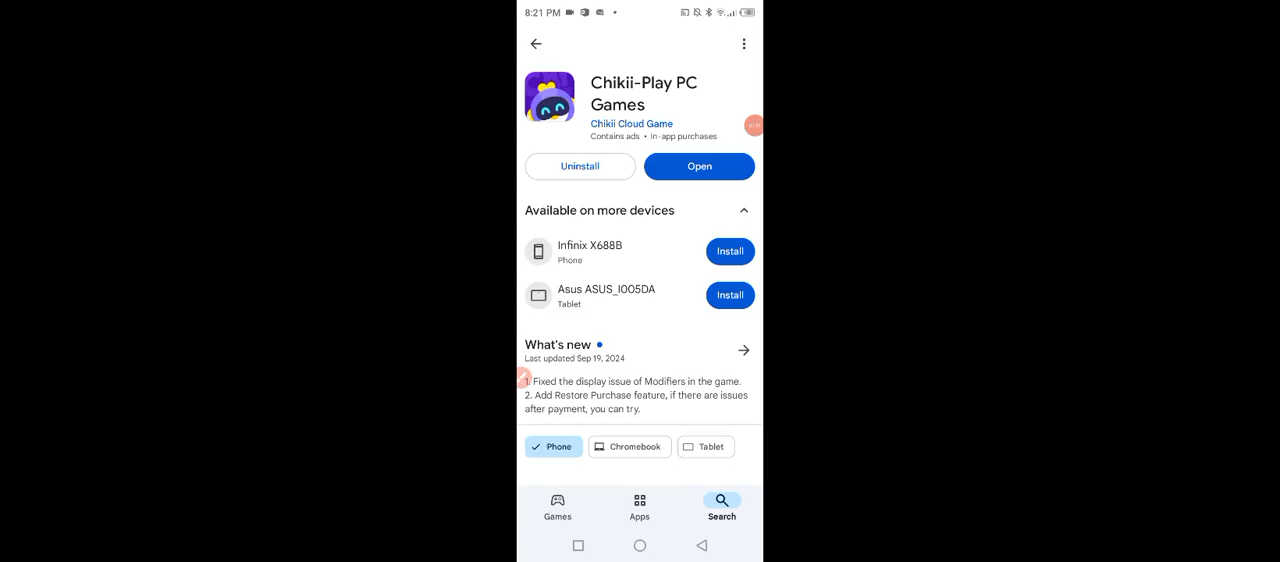 8:21 PM
Chikii-Play PC
Games
Chikii Cloud Game
Contains ads • In-app purchases
Uninstall
Open
Available on more devices
Infinix X688B
Phone
Install
Asus ASUS_I005DA
Tablet
Install
What's new
Last updated Sep 19, 2024
1. Fixed the display issue of Modifiers in the game.
2. Add Restore Purchase feature, if there are issues
after payment, you can try.
Phone
Chromebook
Tablet
Games
Apps
Search